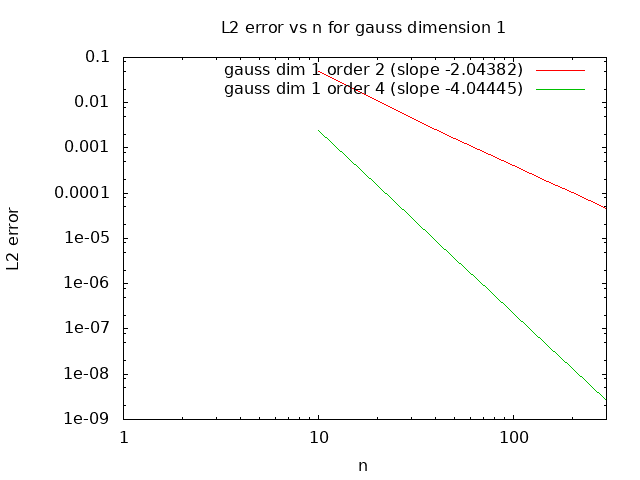 L2 error vs n for gauss dimension 1
gauss dim 1 order 2 (slope -2.04382)
gauss dim 1 order 4 (slope -4.04445)
0.1
0.01
0.001
0.0001
1e-05
1e-06
1e-07
1e-08
1e-09
L2 error
1 10 100
n